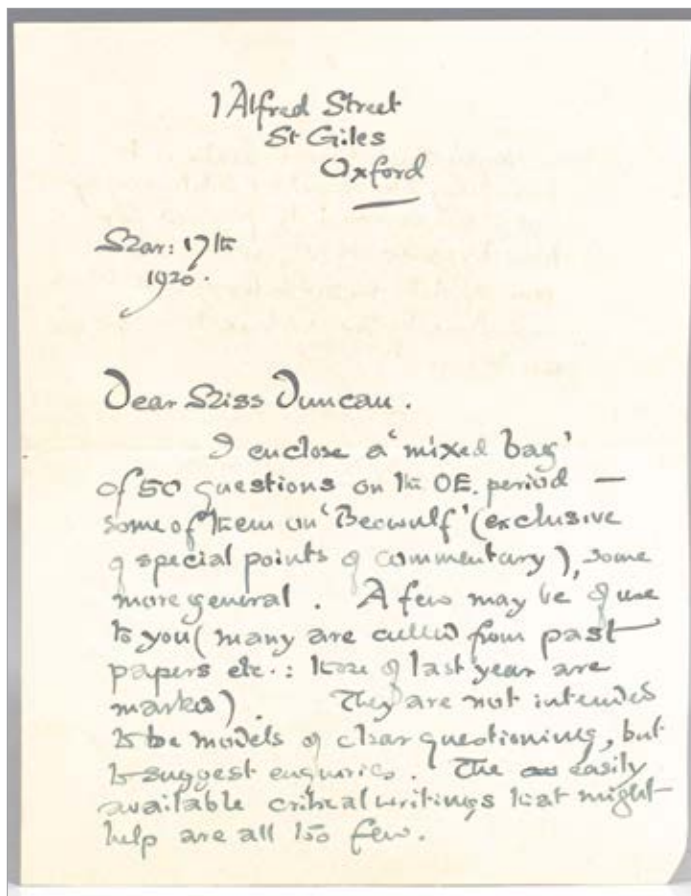 1 Alfred Street
St Giles
Oxford
Mar: 17th
1920.
Dear Miss Duncan.
I enclose a 'mixed bag'
of 50 questions on the OE. period —
some of them on 'Beowulf' (exclusive
of special points of commentary), some
more general. A few may be of use
to you (many are culled from past
papers etc.: those of last year are
marked). They are not intended
to be models of clear questioning, but
to suggest enquiries. The easily
available critical writings that might
help are all too few.